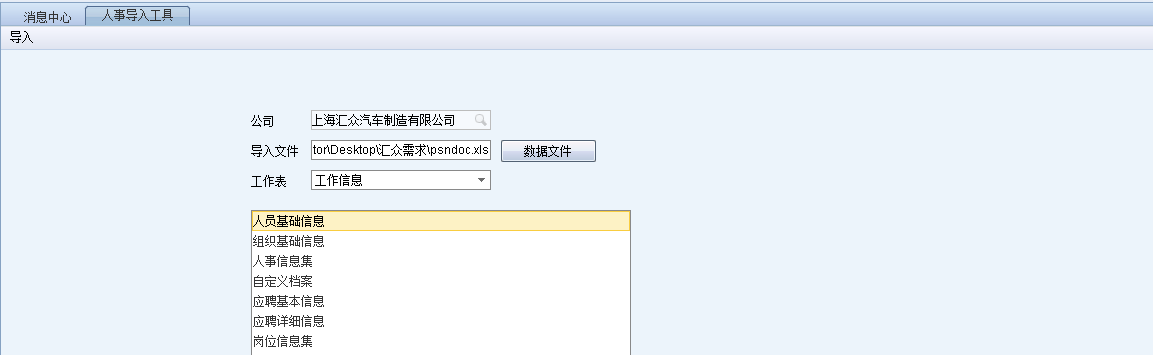 消息中心 人事导入工具
导入
公司 上海汇众汽车制造有限公司
导入文件 tor\Desktop\汇众需求\psndoc.xls 数据文件
工作表 工作信息
人员基础信息
组织基础信息
人事信息集
自定义档案
应聘基本信息
应聘详细信息
岗位信息集